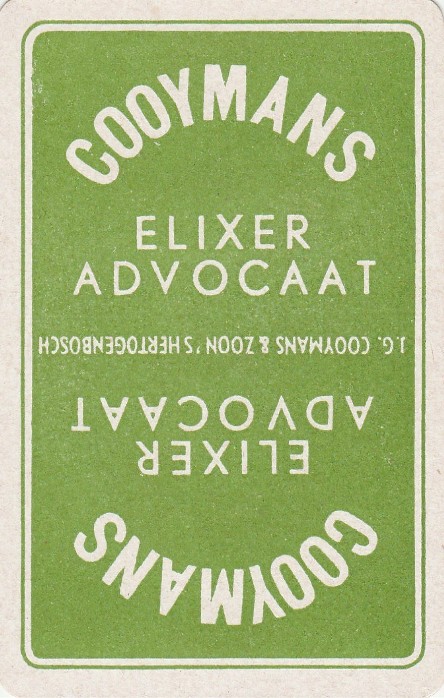 COOYMANS
ELIXER
ADVOCAAT
J.G. COOYMANS & ZOON 'S HERTOGENBOSCH
ELIXER
ADVOCAAT
COOYMANS